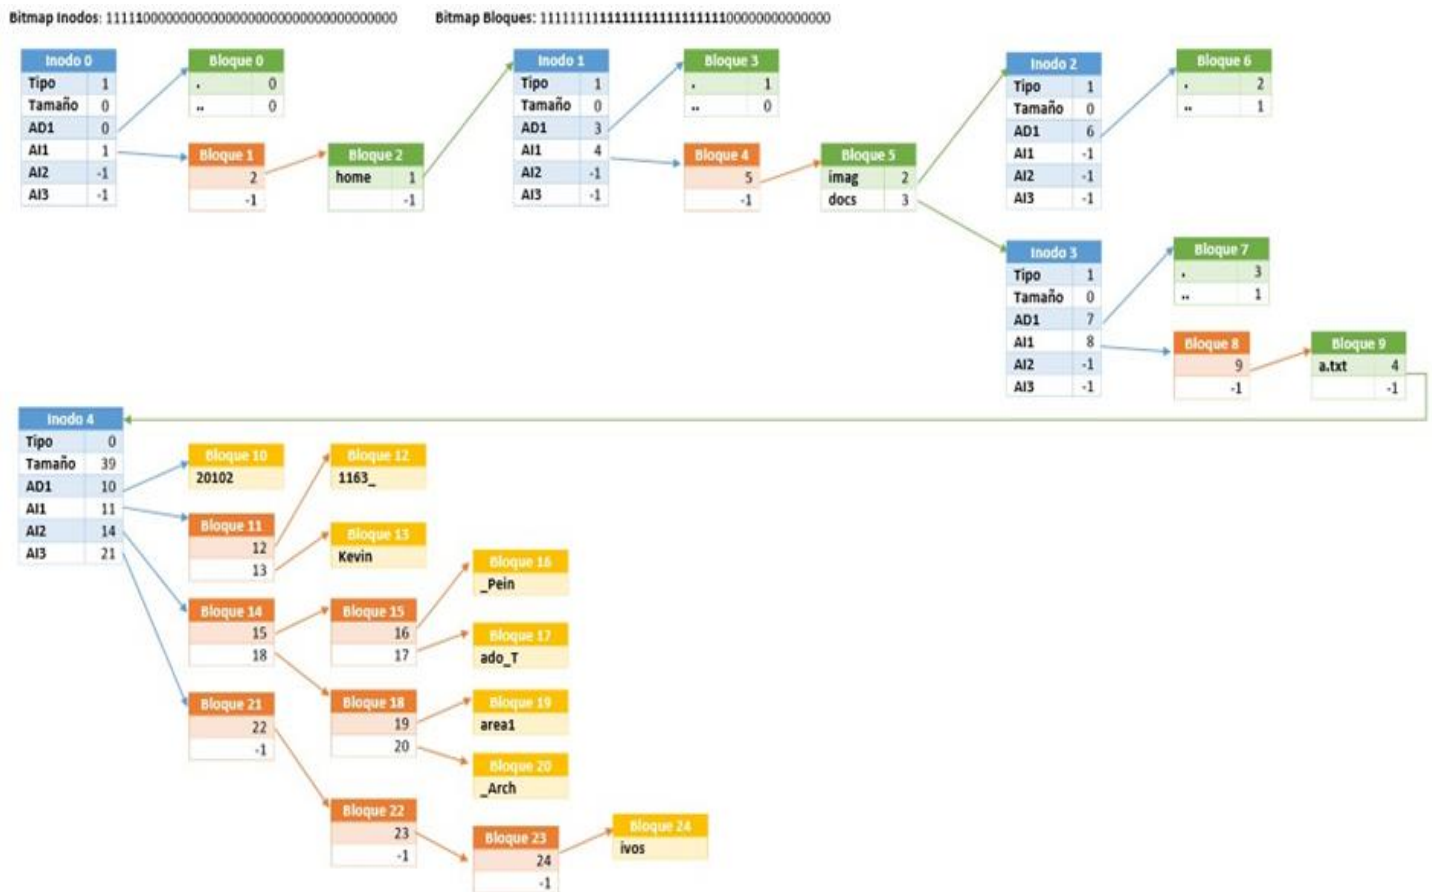 Bitmap Inodos: 1111100000000000000000000000000000000000
Bitmap Bloques: 1111111111111111111111111000000000000000
Inodo 0
Tipo 1
Tamaño 0
AD1 0
AI1 1
AI2 -1
AI3 -1
Bloque 0
. 0
.. 0
Bloque 1
2
-1
Bloque 2
home 1
-1
Inodo 1
Tipo 1
Tamaño 0
AD1 3
AI1 4
AI2 -1
AI3 -1
Bloque 3
. 1
.. 0
Bloque 4
5
-1
Bloque 5
imag 2
docs 3
Inodo 2
Tipo 1
Tamaño 0
AD1 6
AI1 -1
AI2 -1
AI3 -1
Bloque 6
. 2
.. 1
Inodo 3
Tipo 1
Tamaño 0
AD1 7
AI1 8
AI2 -1
AI3 -1
Bloque 7
. 3
.. 1
Bloque 8
9
-1
Bloque 9
a.txt 4
-1
Inodo 4
Tipo 0
Tamaño 39
AD1 10
AI1 11
AI2 14
AI3 21
Bloque 10
20102
Bloque 11
12
13
Bloque 12
1163_
Bloque 13
Kevin
Bloque 14
15
18
Bloque 15
16
17
Bloque 16
_Pein
Bloque 17
ado_T
Bloque 18
19
20
Bloque 19
area1
Bloque 20
_Arch
Bloque 21
22
-1
Bloque 22
23
-1
Bloque 23
24
-1
Bloque 24
ivos